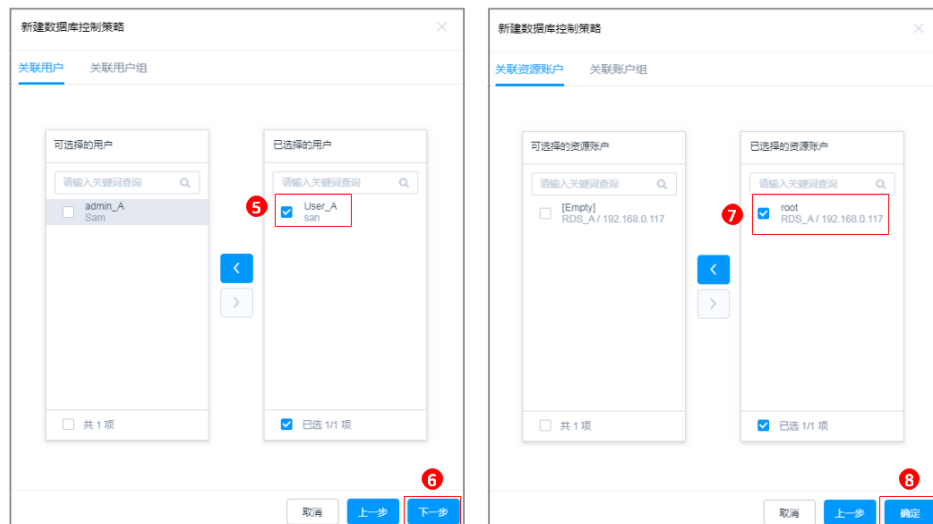 新建数据库控制策略
关联用户 关联用户组
可选择的用户
请输入关键词查询
admin_A
Sam
共 1 项
已选择的用户
请输入关键词查询
5
User_A
san
已选 1/1 项
6
取消 上一步 下一步
新建数据库控制策略
关联资源账户 关联账户组
可选择的资源账户
请输入关键词查询
[Empty]
RDS_A / 192.168.0.117
共 1 项
已选择的资源账户
请输入关键词查询
7
root
RDS_A / 192.168.0.117
已选 1/1 项
8
取消 上一步 确定